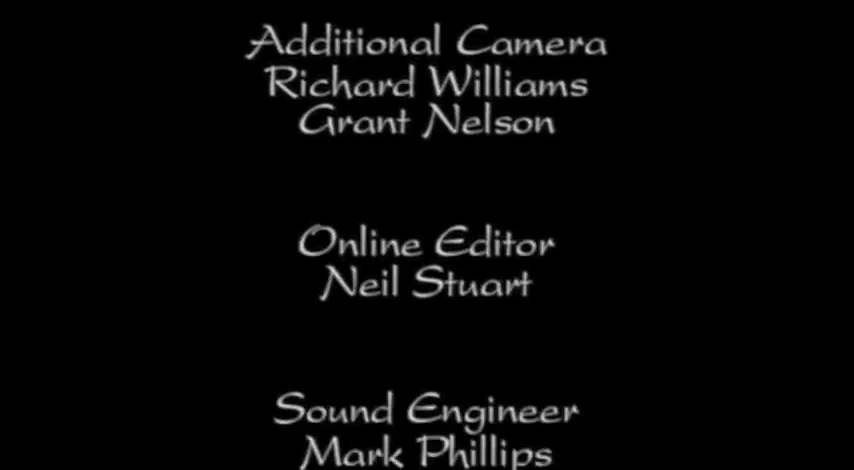 Additional Camera
Richard Williams
Grant Nelson
Online Editor
Neil Stuart
Sound Engineer
Mark Phillips